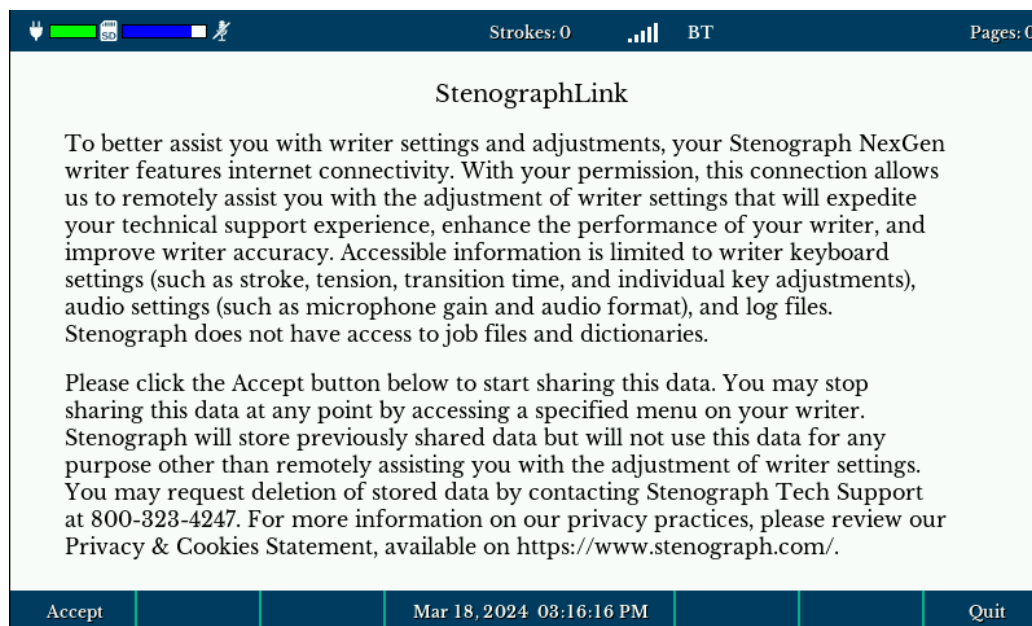 SD Strokes: 0 BT Pages: 0
StenographLink
To better assist you with writer settings and adjustments, your Stenograph NexGen
writer features internet connectivity. With your permission, this connection allows
us to remotely assist you with the adjustment of writer settings that will expedite
your technical support experience, enhance the performance of your writer, and
improve writer accuracy. Accessible information is limited to writer keyboard
settings (such as stroke, tension, transition time, and individual key adjustments),
audio settings (such as microphone gain and audio format), and log files.
Stenograph does not have access to job files and dictionaries.
Please click the Accept button below to start sharing this data. You may stop
sharing this data at any point by accessing a specified menu on your writer.
Stenograph will store previously shared data but will not use this data for any
purpose other than remotely assisting you with the adjustment of writer settings.
You may request deletion of stored data by contacting Stenograph Tech Support
at 800-323-4247. For more information on our privacy practices, please review our
Privacy & Cookies Statement, available on https://www.stenograph.com/.
Accept Mar 18, 2024 03:16:16 PM Quit